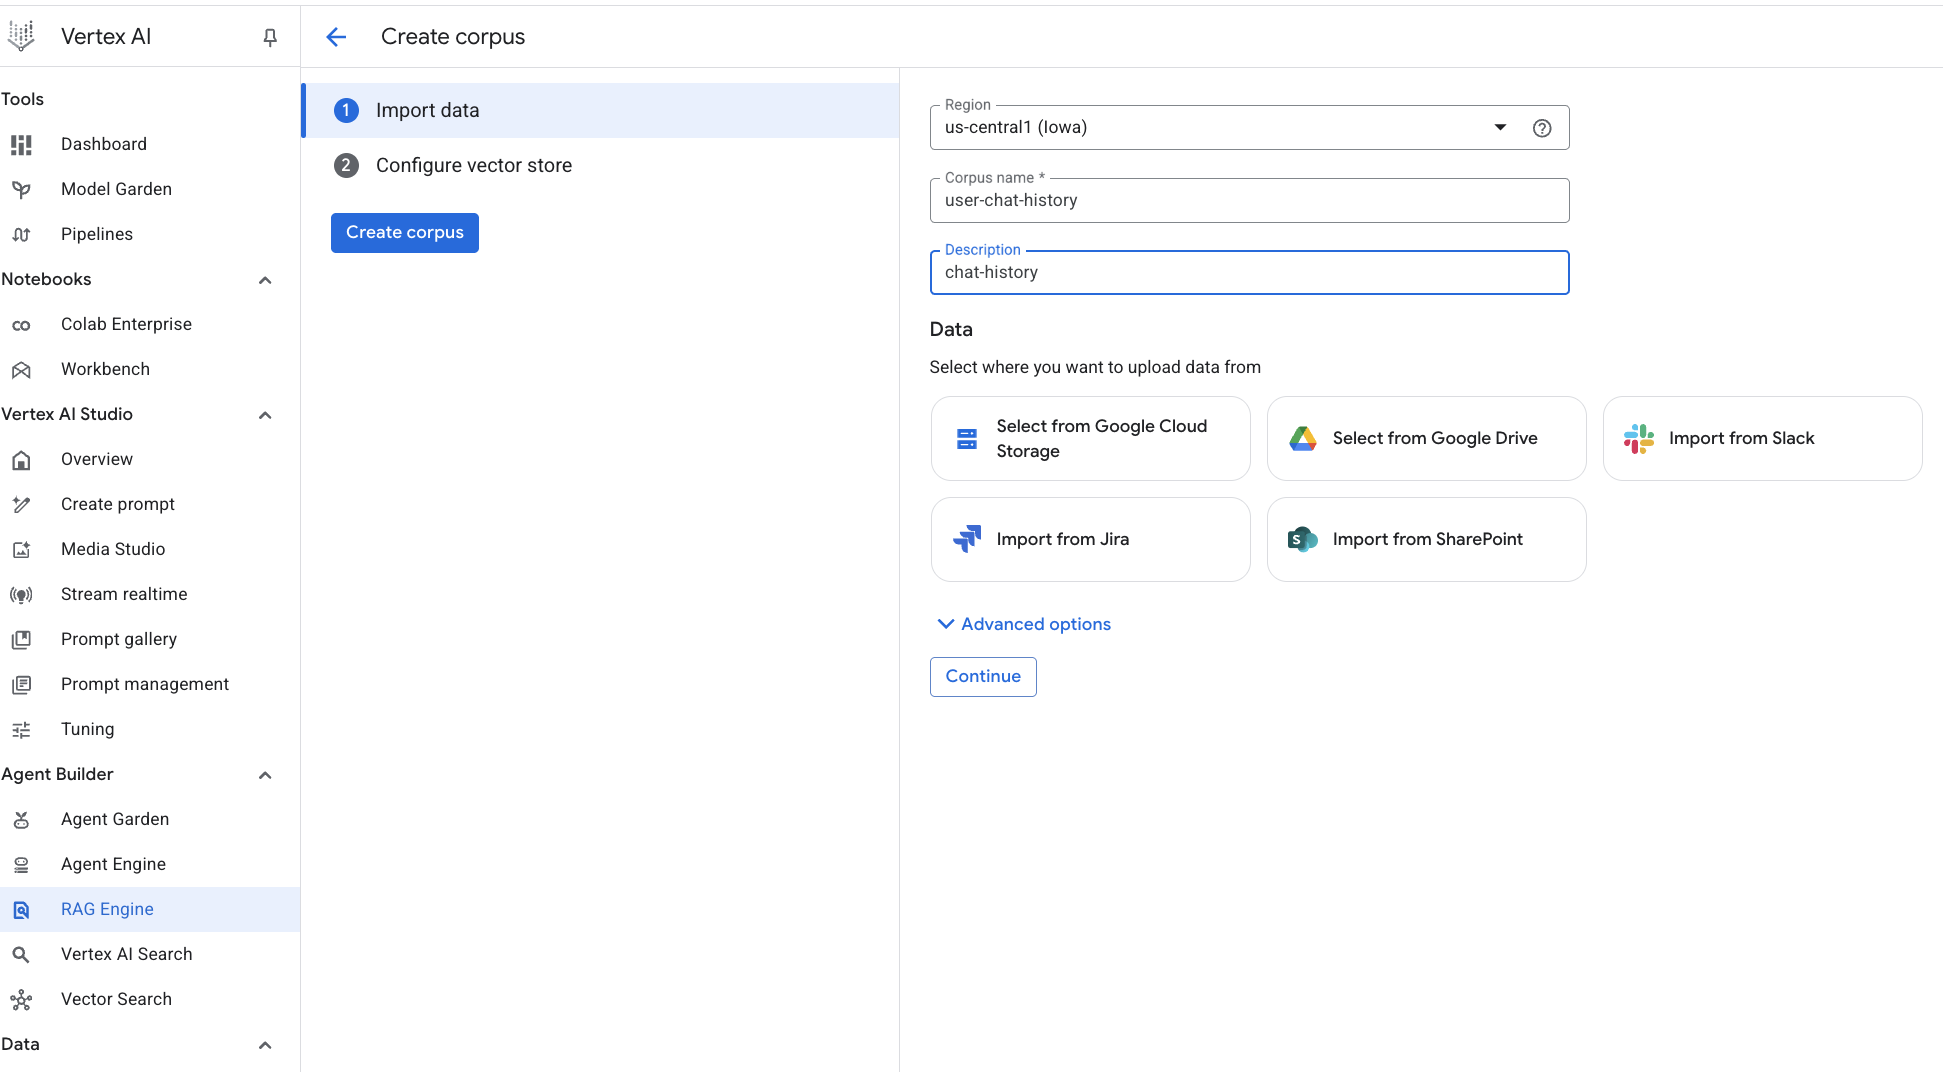 Vertex AI
Tools
Dashboard
Model Garden
Pipelines
Notebooks
Colab Enterprise
Workbench
Vertex AI Studio
Overview
Create prompt
Media Studio
Stream realtime
Prompt gallery
Prompt management
Tuning
Agent Builder
Agent Garden
Agent Engine
RAG Engine
Vertex AI Search
Vector Search
Data
Create corpus
1 Import data
2 Configure vector store
Create corpus
Region
us-central1 (Iowa)
Corpus name *
user-chat-history
Description
chat-history
Data
Select where you want to upload data from
Select from Google Cloud
Storage
Select from Google Drive
Import from Slack
Import from Jira
Import from SharePoint
Advanced options
Continue